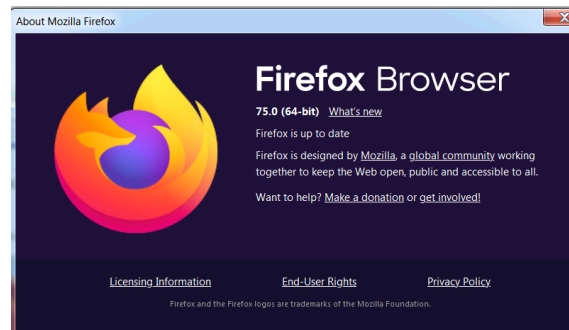 About Mozilla Firefox
Firefox Browser
75.0 (64-bit) What's new
Firefox is up to date
Firefox is designed by Mozilla, a global community working
together to keep the Web open, public and accessible to all.
Want to help? Make a donation or get involved!
Licensing Information End-User Rights Privacy Policy
Firefox and the Firefox logos are trademarks of the Mozilla Foundation.